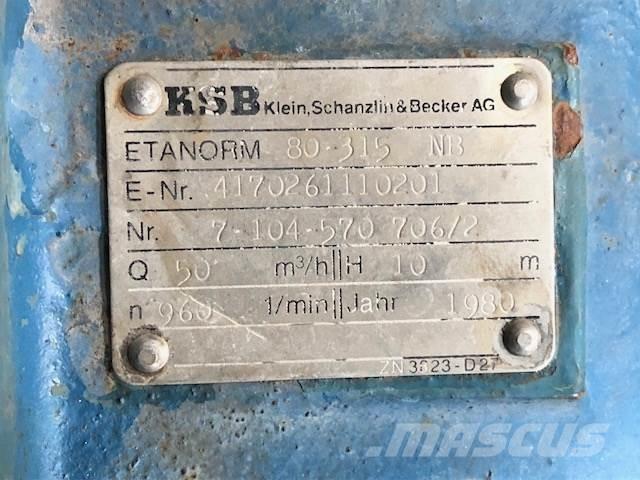 KSB Klein, Schanzlin & Becker AG
ETANORM 80-315 NB
E-Nr. 4170261110201
Nr. 7-104-570 706/2
Q 50 m³/h H 10 m
n 960 1/min Jahr 1980
ZN 3823-D27
mascus